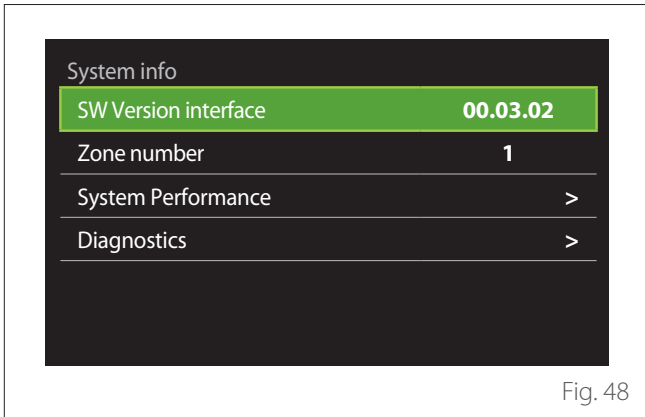 System info
SW Version interface 00.03.02
Zone number 1
System Performance >
Diagnostics >
Fig. 48